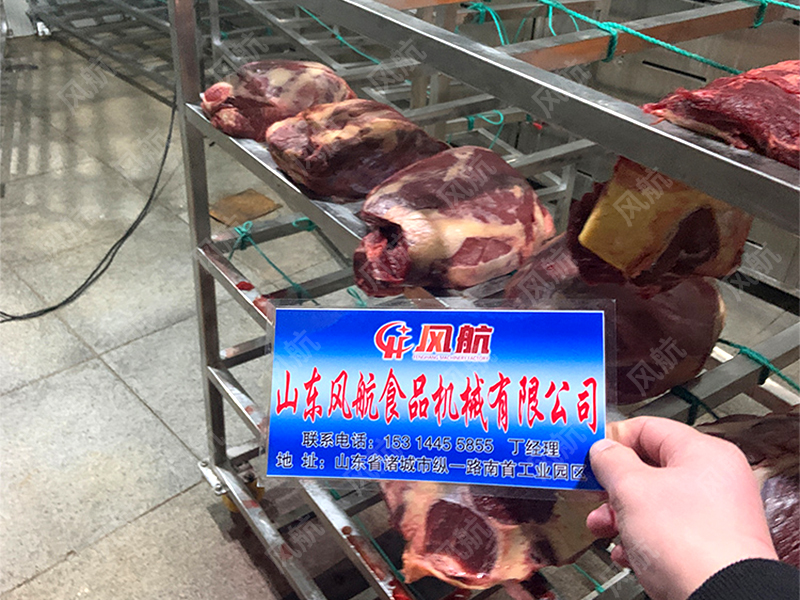 风航
山东风航食品机械有限公司
联系电话：153 1445 5855 丁经理
地 址：山东省诸城市纵一路南首工业园区
风航